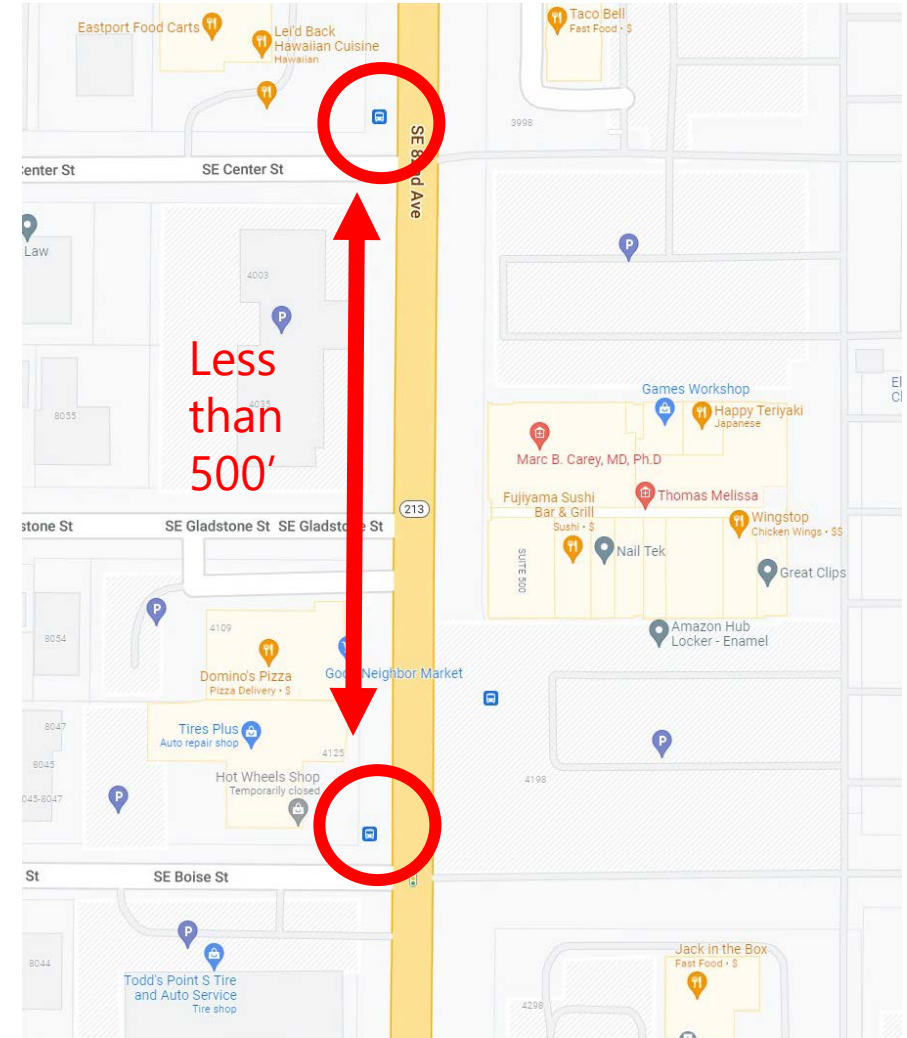 Eastport Food Carts
Lei'd Back
Hawaiian Cuisine
Hawaiian
Taco Bell
Fast Food · $
3998
SE 82nd Ave
Center St
SE Center St
Law
4003
P
P
Less
than
500'
4035
8055
Games Workshop
Happy Teriyaki
Japanese
Marc B. Carey, MD, Ph.D
Thomas Melissa
Fujiyama Sushi
Bar & Grill
Sushi · $
Wingstop
Chicken Wings · $$
213
stone St
SE Gladstone St
SE Gladstone St
SUITE 500
Nail Tek
Great Clips
P
4109
8054
Amazon Hub
Locker - Enamel
Domino's Pizza
Pizza Delivery · $
Good Neighbor Market
8047
Tires Plus
Auto repair shop
4125
P
8045
Hot Wheels Shop
Temporarily closed
4198
045-8047
P
St
SE Boise St
P
8044
Todd's Point S Tire
and Auto Service
Tire shop
Jack in the Box
Fast Food · $
4298